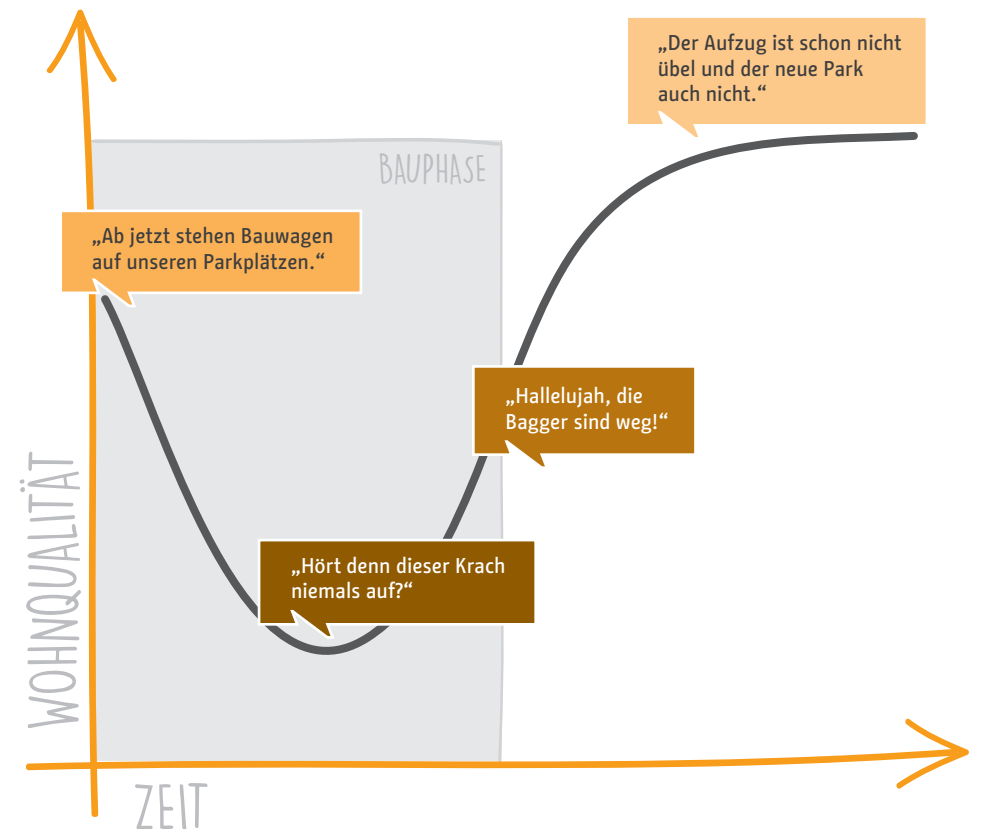 „Der Aufzug ist schon nicht
übel und der neue Park
auch nicht.“
BAUPHASE
„Ab jetzt stehen Bauwagen
auf unseren Parkplätzen.“
„Hallelujah, die
Bagger sind weg!“
„Hört denn dieser Krach
niemals auf?“
WOHNQUALITÄT
ZEIT